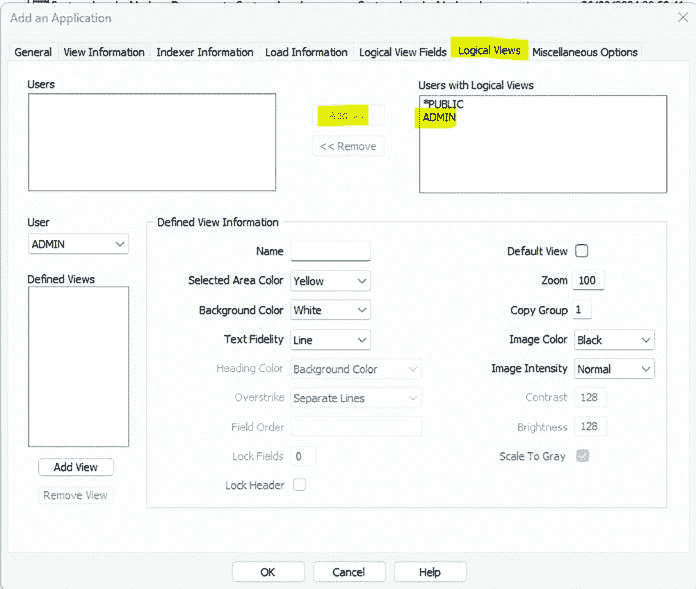 Add an Application
General View Information Indexer Information Load Information Logical View Fields Logical Views Miscellaneous Options
Users
Users with Logical Views
*PUBLIC
ADMIN
<< Remove
User
ADMIN
Defined Views
Add View
Remove View
Defined View Information
Name
Default View
Selected Area Color Yellow
Zoom 100
Background Color White
Copy Group 1
Text Fidelity Line
Image Color Black
Heading Color Background Color
Image Intensity Normal
Overstrike Separate Lines
Contrast 128
Field Order
Brightness 128
Lock Fields 0
Scale To Gray
Lock Header
OK Cancel Help